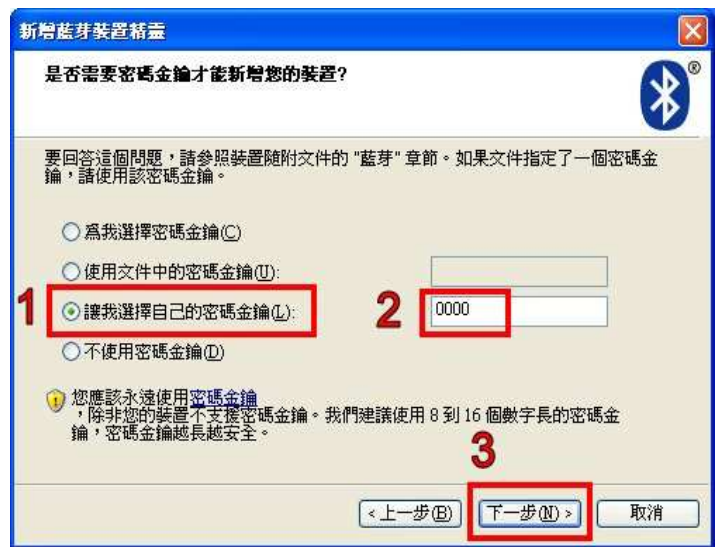 新增藍芽裝置精靈
是否需要密碼金鑰才能新增您的裝置?
®
要回答這個問題，請參照裝置隨附文件的 "藍芽" 章節。如果文件指定了一個密碼金
鑰，請使用該密碼金鑰。
為我選擇密碼金鑰(C)
使用文件中的密碼金鑰(U):
1 讓我選擇自己的密碼金鑰(L): 2 0000
不使用密碼金鑰(D)
您應該永遠使用密碼金鑰
，除非您的裝置不支援密碼金鑰。我們建議使用 8 到 16 個數字長的密碼金
鑰，密碼金鑰越長越安全。
3
<上一步(B) 下一步(N)> 取消